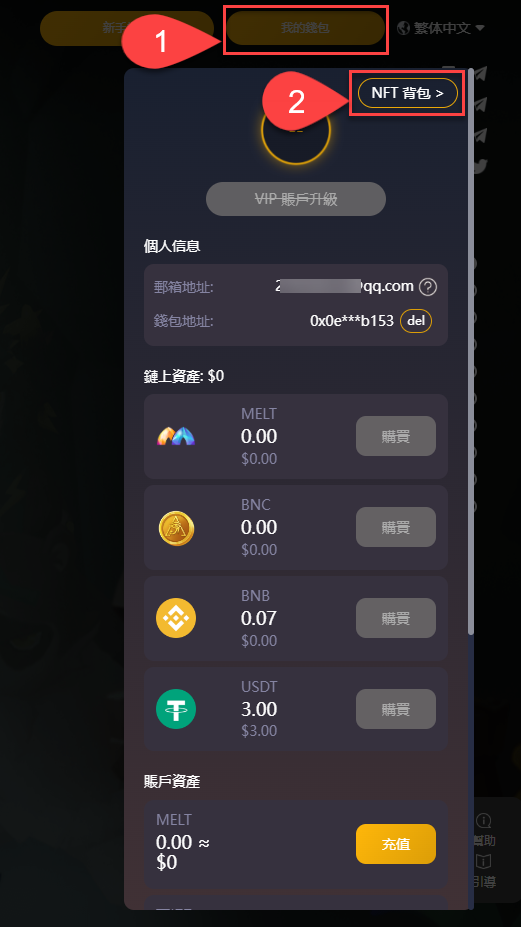 新手
我的錢包
繁体中文
1
NFT 背包 >
2
VIP 賬戶升級
個人信息
郵箱地址:
2
@qq.com
?
錢包地址:
0x0e***b153
del
鏈上資產: $0
MELT
0.00
$0.00
購買
BNC
0.00
$0.00
購買
BNB
0.07
$0.00
購買
USDT
3.00
$3.00
購買
賬戶資產
MELT
0.00 ≈
$0
充值
幫助
引導